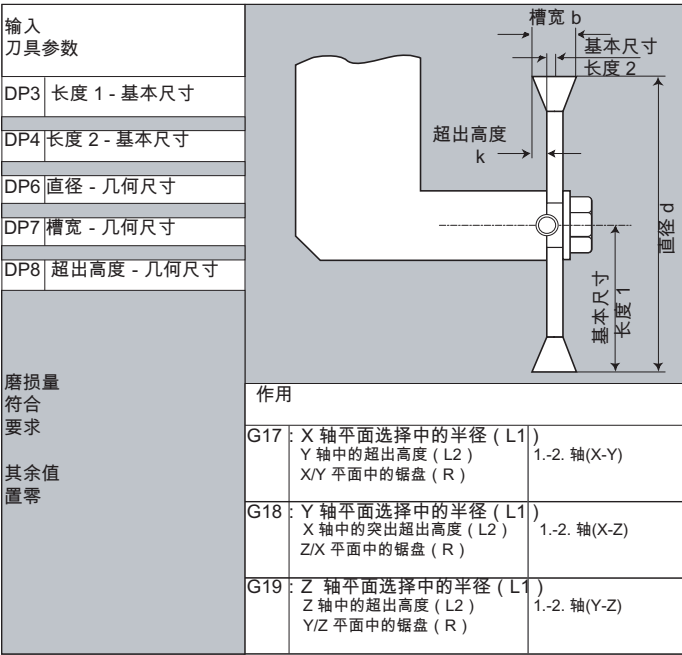 输入
刀具参数
DP3 长度 1 - 基本尺寸
DP4 长度 2 - 基本尺寸
DP6 直径 - 几何尺寸
DP7 槽宽 - 几何尺寸
DP8 超出高度 - 几何尺寸
磨损量
符合
要求
其余值
置零
槽宽 b
基本尺寸
长度 2
超出高度
k
直径 d
基本尺寸
长度 1
作用
G17：X 轴平面选择中的半径（L1）
Y 轴中的超出高度（L2） 1.-2. 轴(X-Y)
X/Y 平面中的锯盘（R）
G18：Y 轴平面选择中的半径（L1）
X 轴中的突出超出高度（L2） 1.-2. 轴(X-Z)
Z/X 平面中的锯盘（R）
G19：Z 轴平面选择中的半径（L1）
Z 轴中的超出高度（L2） 1.-2. 轴(Y-Z)
Y/Z 平面中的锯盘（R）